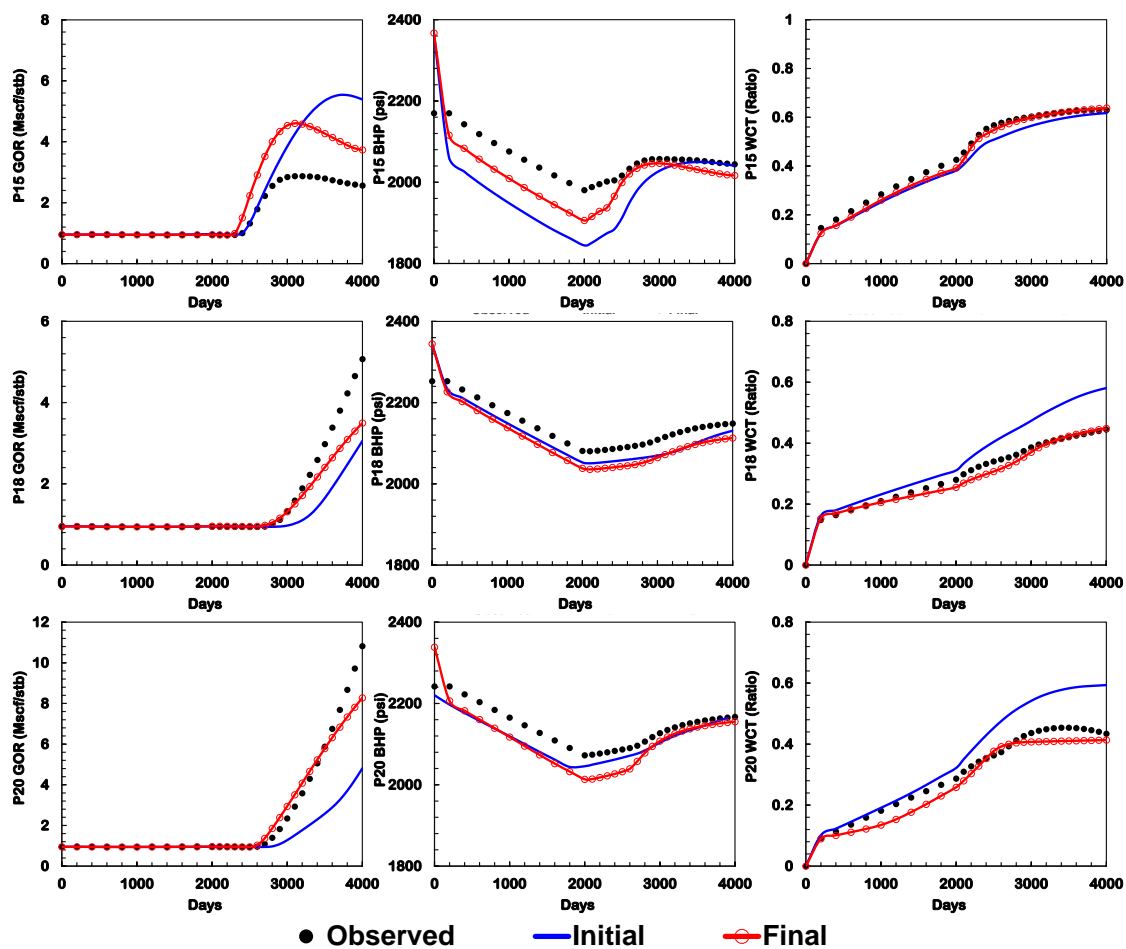 8
6
4
2
0
P15 GOR (Mscf/stb)
0 1000 2000 3000 4000
Days
2400
2200
2000
1800
P15 BHP (psi)
0 1000 2000 3000 4000
Days
1
0.8
0.6
0.4
0.2
0
P15 WCT (Ratio)
0 1000 2000 3000 4000
Days
6
4
2
0
P18 GOR (Mscf/stb)
0 1000 2000 3000 4000
Days
2400
2200
2000
1800
P18 BHP (psi)
0 1000 2000 3000 4000
Days
0.8
0.6
0.4
0.2
0
P18 WCT (Ratio)
0 1000 2000 3000 4000
Days
12
10
8
6
4
2
0
P20 GOR (Mscf/stb)
0 1000 2000 3000 4000
Days
2400
2200
2000
1800
P20 BHP (psi)
0 1000 2000 3000 4000
Days
0.8
0.6
0.4
0.2
0
P20 WCT (Ratio)
0 1000 2000 3000 4000
Days
Observed Initial Final